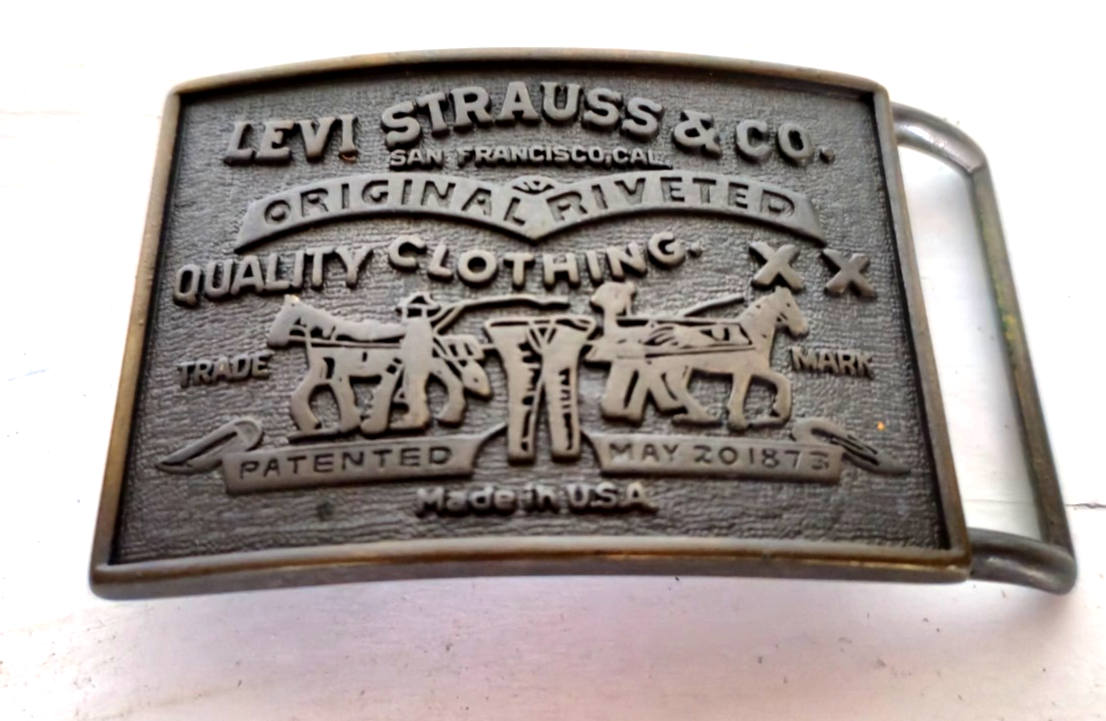 LEVI STRAUSS & CO.
SAN FRANCISCO, CAL.
ORIGINAL RIVETED
QUALITY CLOTHING. XX
TRADE MARK
PATENTED MAY 20 1873
Made in U.S.A.